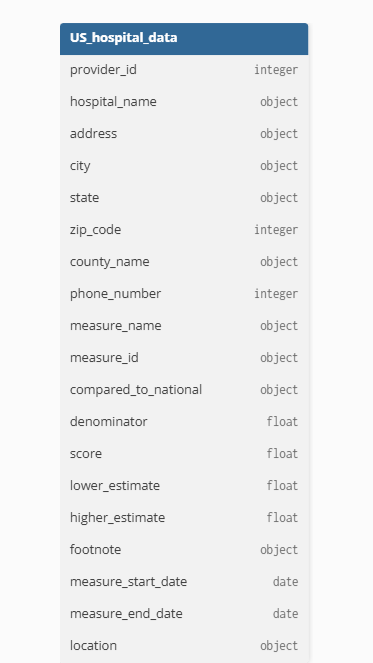 US_hospital_data
provider_id integer
hospital_name object
address object
city object
state object
zip_code integer
county_name object
phone_number integer
measure_name object
measure_id object
compared_to_national object
denominator float
score float
lower_estimate float
higher_estimate float
footnote object
measure_start_date date
measure_end_date date
location object